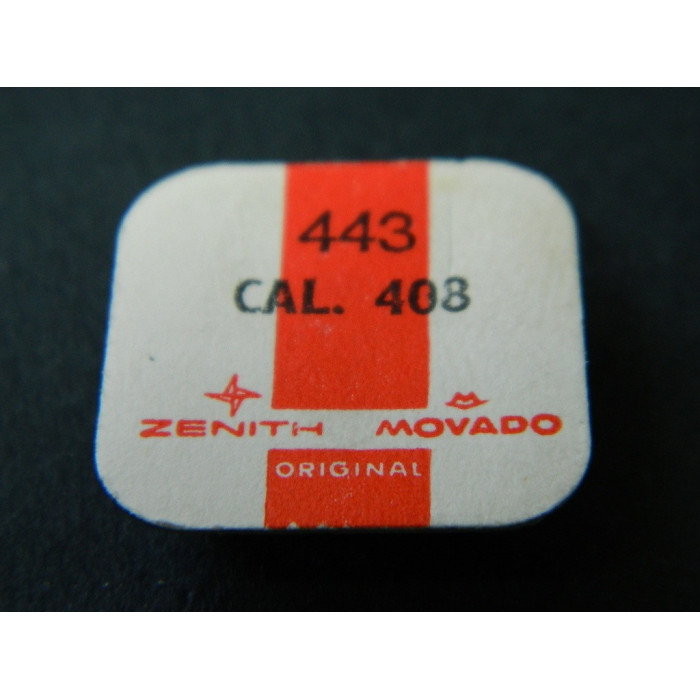 443
CAL. 408
ZENITH MOVADO
ORIGINAL